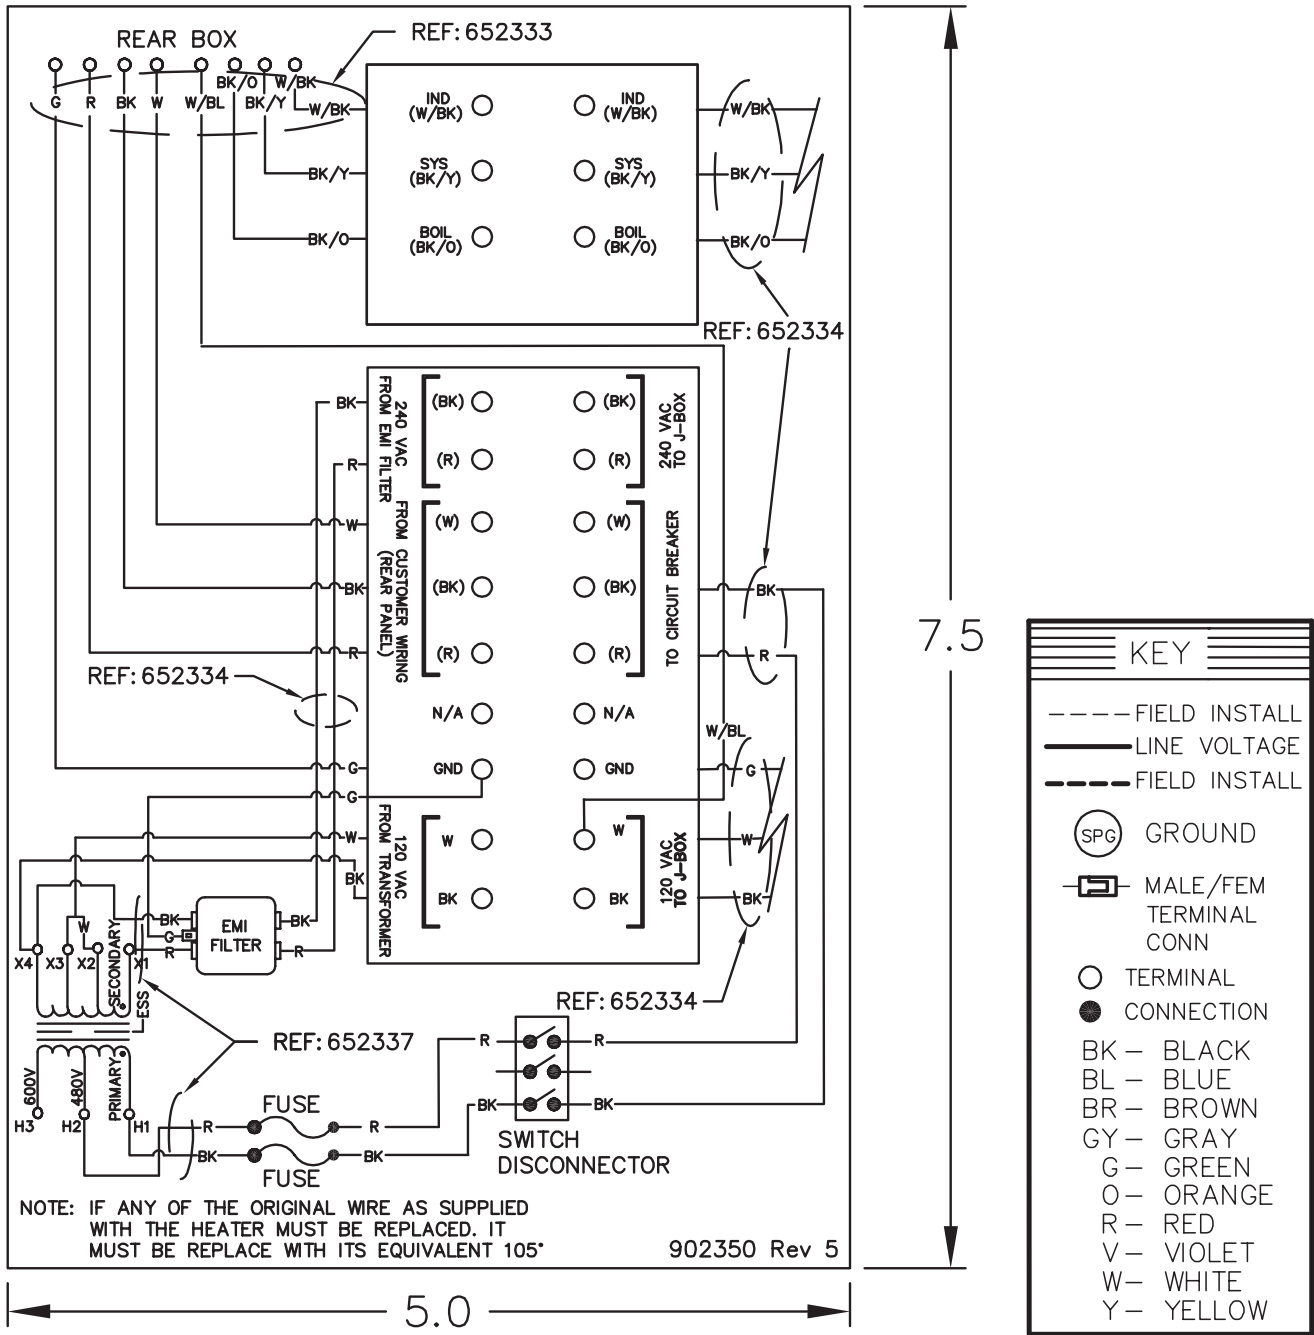 REAR BOX
REF: 652333
G R BK W W/BL BK/O BK/Y W/BK
W/BK
BK/Y
BK/O
IND
(W/BK)
SYS
(BK/Y)
BOIL
(BK/O)
IND
(W/BK)
SYS
(BK/Y)
BOIL
(BK/O)
W/BK
BK/Y
BK/O
REF: 652334
BK
R
W
BK
R
240 VAC
FROM EMI FILTER
FROM CUSTOMER WIRING
(REAR PANEL)
(BK)
(R)
(W)
(BK)
(R)
N/A
GND
W
BK
(BK)
(R)
(W)
(BK)
(R)
N/A
GND
W
BK
240 VAC
TO J-BOX
TO CIRCUIT BREAKER
BK
R
REF: 652334
W/BL
G
W
BK
G
G
W
BK
120 VAC
FROM TRANSFORMER
120 VAC
TO J-BOX
REF: 652334
BK
G
R
EMI
FILTER
BK
R
W
X4 X3 X2 X1
SECONDARY
ESS
REF: 652337
600V
480V
PRIMARY
H3 H2 H1
R
BK
FUSE
FUSE
R
BK
R
BK
R
BK
SWITCH
DISCONNECTOR
NOTE: IF ANY OF THE ORIGINAL WIRE AS SUPPLIED
WITH THE HEATER MUST BE REPLACED. IT
MUST BE REPLACE WITH ITS EQUIVALENT 105°
902350 Rev 5
5.0
7.5
KEY
FIELD INSTALL
LINE VOLTAGE
FIELD INSTALL
SPG GROUND
MALE/FEM
TERMINAL
CONN
TERMINAL
CONNECTION
BK – BLACK
BL – BLUE
BR – BROWN
GY – GRAY
G – GREEN
O – ORANGE
R – RED
V – VIOLET
W – WHITE
Y – YELLOW